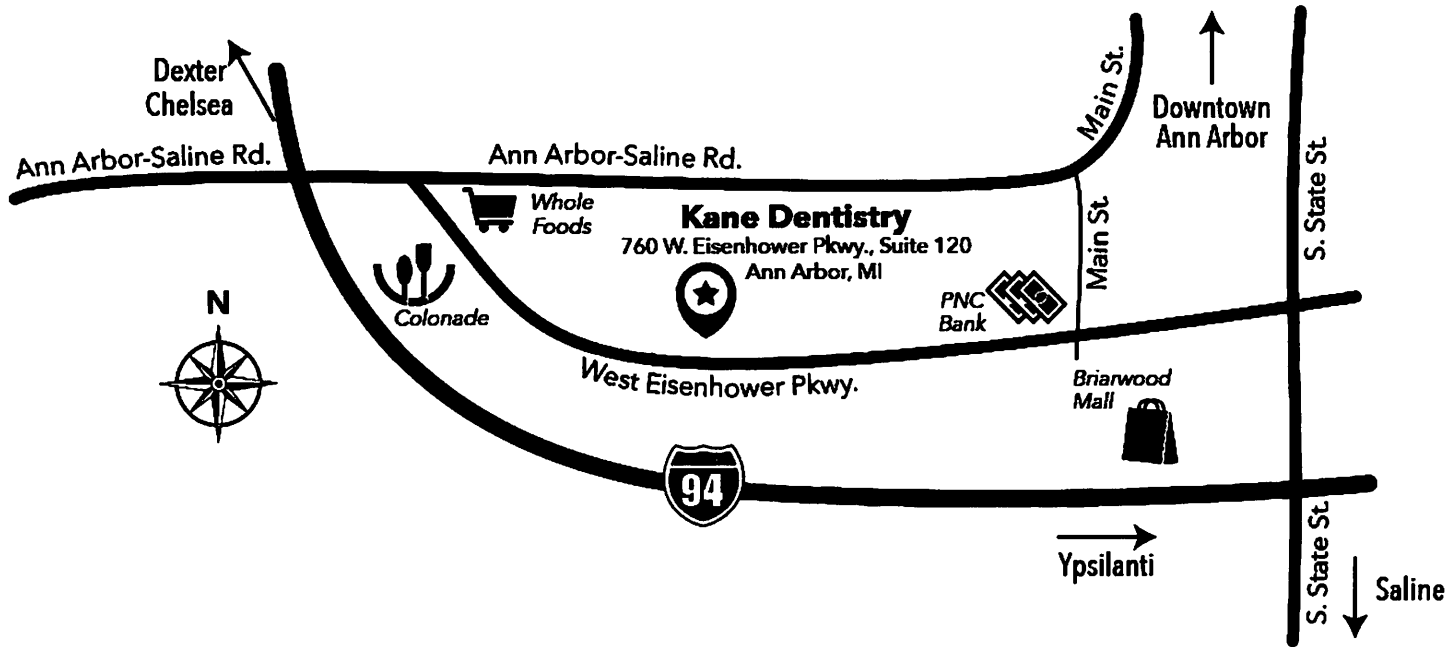 Dexter
Chelsea
Ann Arbor-Saline Rd.
Ann Arbor-Saline Rd.
Main St.
Downtown
Ann Arbor
S. State St.
Whole
Foods
Kane Dentistry
760 W. Eisenhower Pkwy., Suite 120
Ann Arbor, MI
Main St.
N
Colonade
PNC
Bank
West Eisenhower Pkwy.
Briarwood
Mall
94
Ypsilanti
S. State St.
Saline